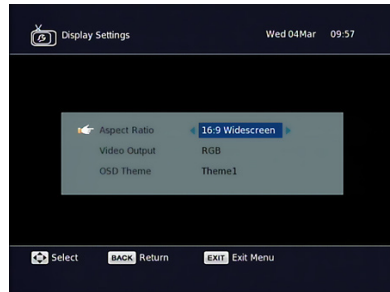 Display Settings Wed 04Mar 09:57
Aspect Ratio 16:9 Widescreen
Video Output RGB
OSD Theme Theme1
Select BACK Return EXIT Exit Menu